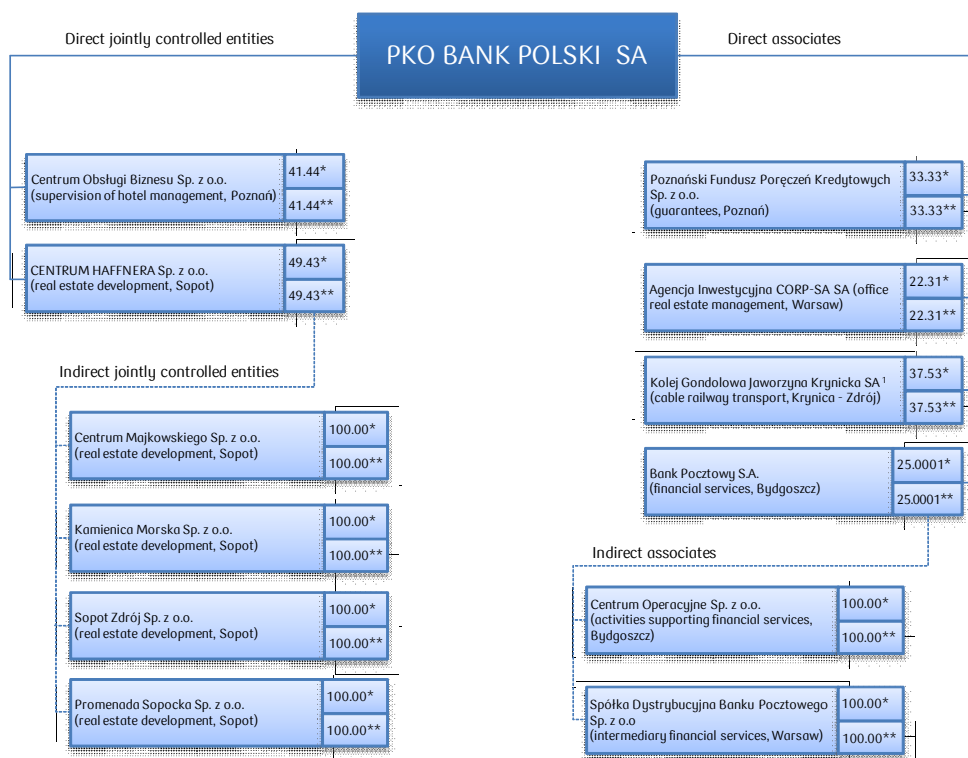 Direct jointly controlled entities
PKO BANK POLSKI SA
Direct associates
Centrum Obsługi Biznesu Sp. z o.o.
(supervision of hotel management, Poznań)
41.44*
41.44**
CENTRUM HAFFNERA Sp. z o.o.
(real estate development, Sopot)
49.43*
49.43**
Indirect jointly controlled entities
Centrum Majkowskiego Sp. z o.o.
(real estate development, Sopot)
100.00*
100.00**
Kamienica Morska Sp. z o.o.
(real estate development, Sopot)
100.00*
100.00**
Sopot Zdrój Sp. z o.o.
(real estate development, Sopot)
100.00*
100.00**
Promenada Sopocka Sp. z o.o.
(real estate development, Sopot)
100.00*
100.00**
Poznański Fundusz Poręczeń Kredytowych
Sp. z o.o.
(guarantees, Poznań)
33.33*
33.33**
Agencja Inwestycyjna CORP-SA SA (office
real estate management, Warsaw)
22.31*
22.31**
Kolej Gondolowa Jaworzyna Krynicka SA ¹
(cable railway transport, Krynica - Zdrój)
37.53*
37.53**
Bank Pocztowy S.A.
(financial services, Bydgoszcz)
25.0001*
25.0001**
Indirect associates
Centrum Operacyjne Sp. z o.o.
(activities supporting financial services,
Bydgoszcz)
100.00*
100.00**
Spółka Dystrybucyjna Banku Pocztowego
Sp. z o.o
(intermediary financial services, Warsaw)
100.00*
100.00**